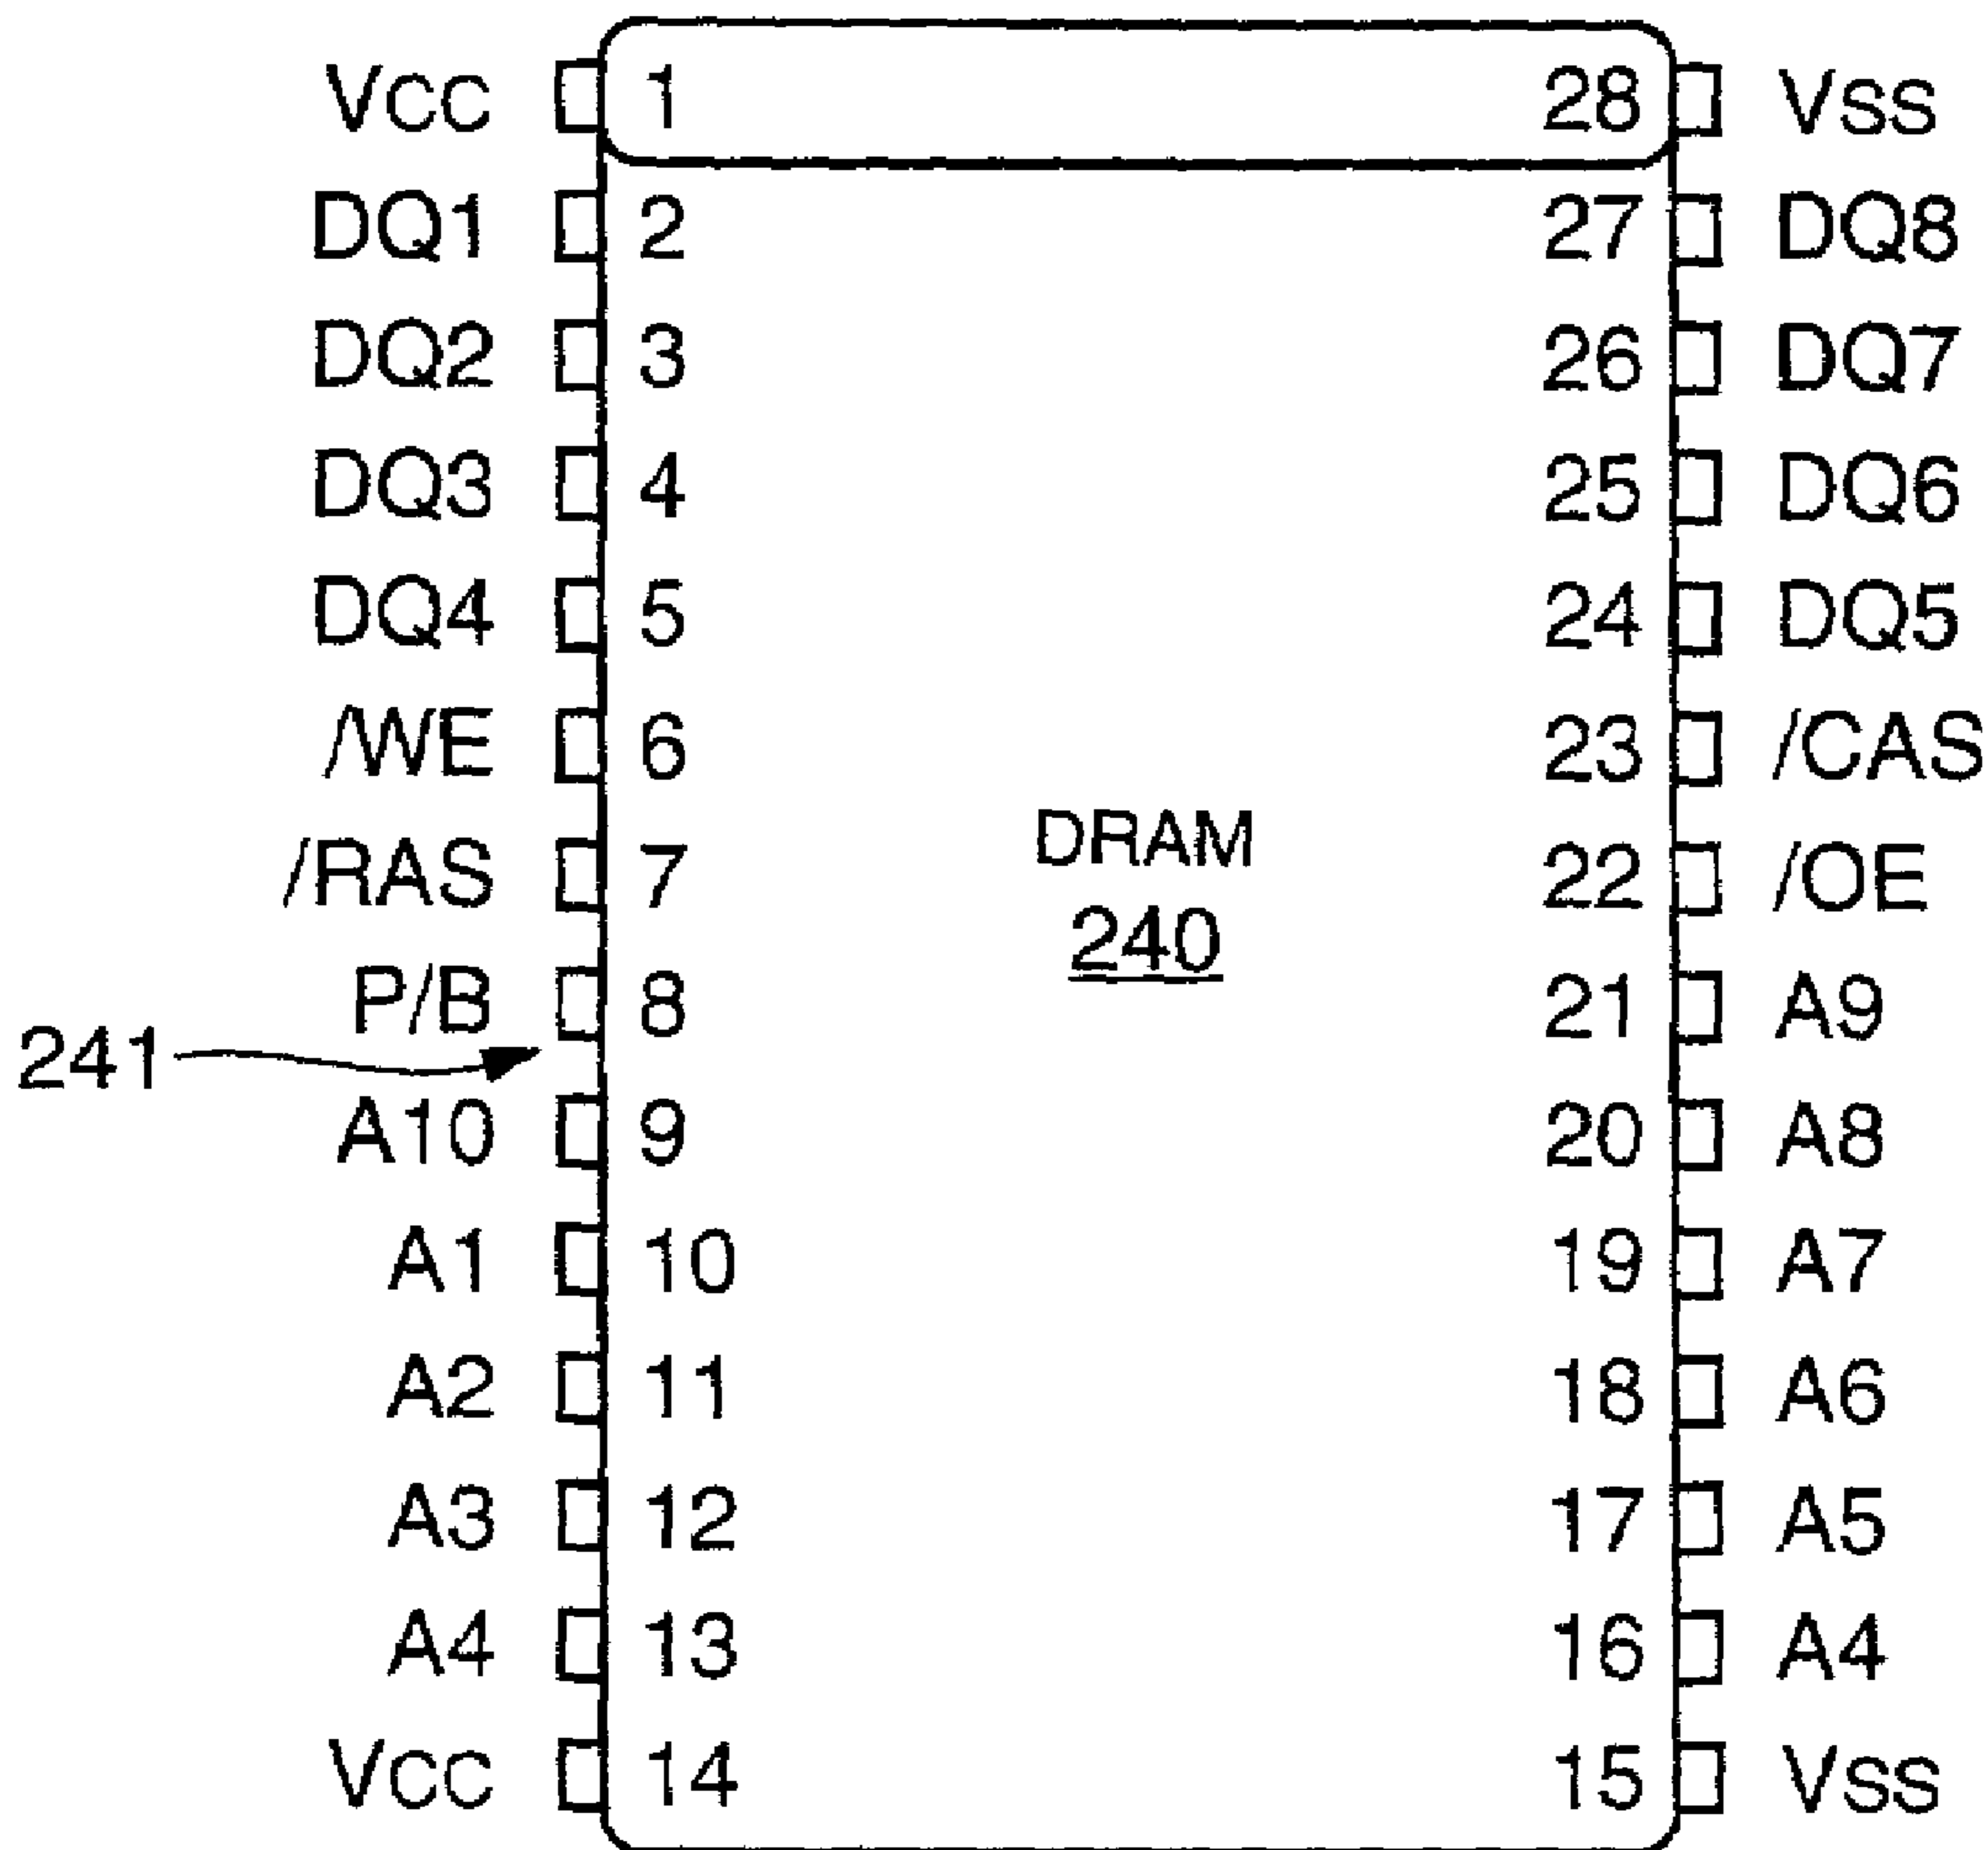 VCC 1 28 VSS
DQ1 2 27 DQ8
DQ2 3 26 DQ7
DQ3 4 25 DQ6
DQ4 5 24 DQ5
/WE 6 23 /CAS
DRAM
/RAS 7 22 /OE
240
P/B 8 21 A9
241
A10 9 20 A8
A1 10 19 A7
A2 11 18 A6
A3 12 17 A5
A4 13 16 A4
VCC 14 15 VSS